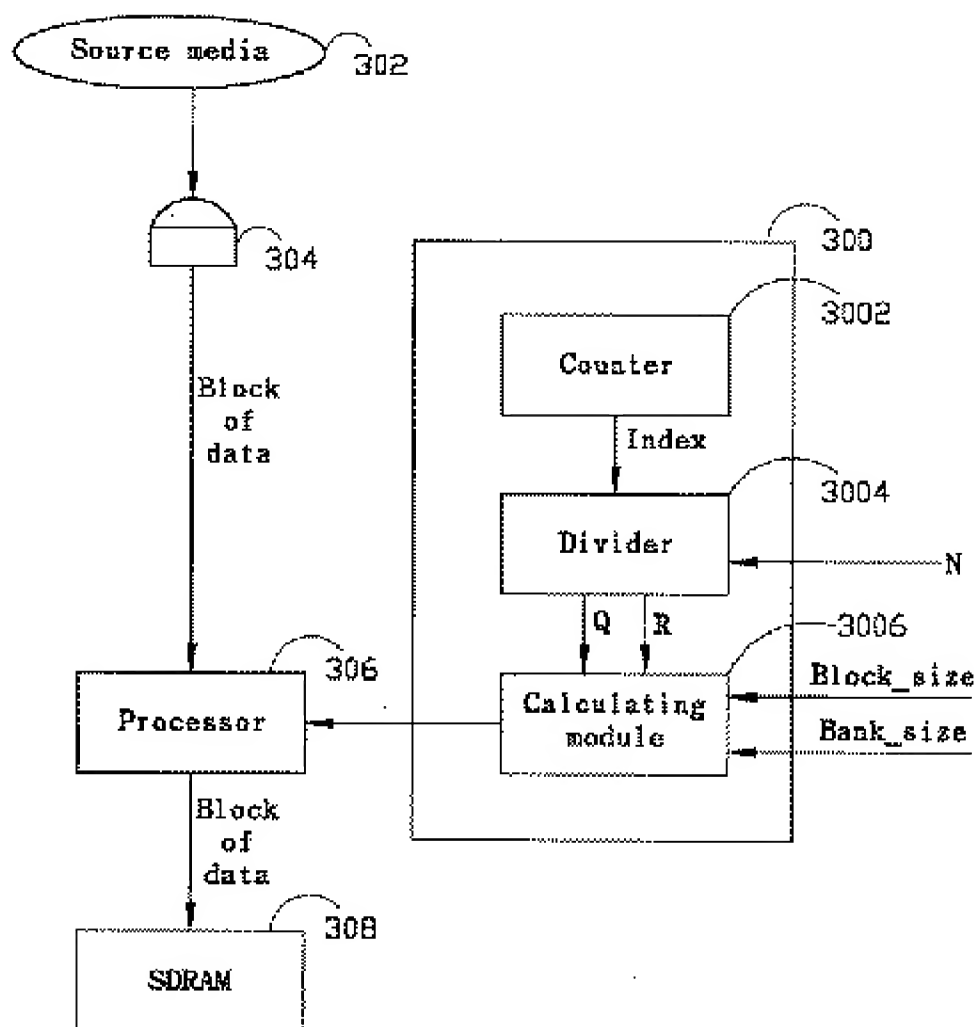 Source media
302
304
300
3002
Counter
Block
of
data
Index
3004
Divider
N
Q
R
3006
306
Block_size
Processor
Calculating
module
Bank_size
Block
of
data
308
SDRAM